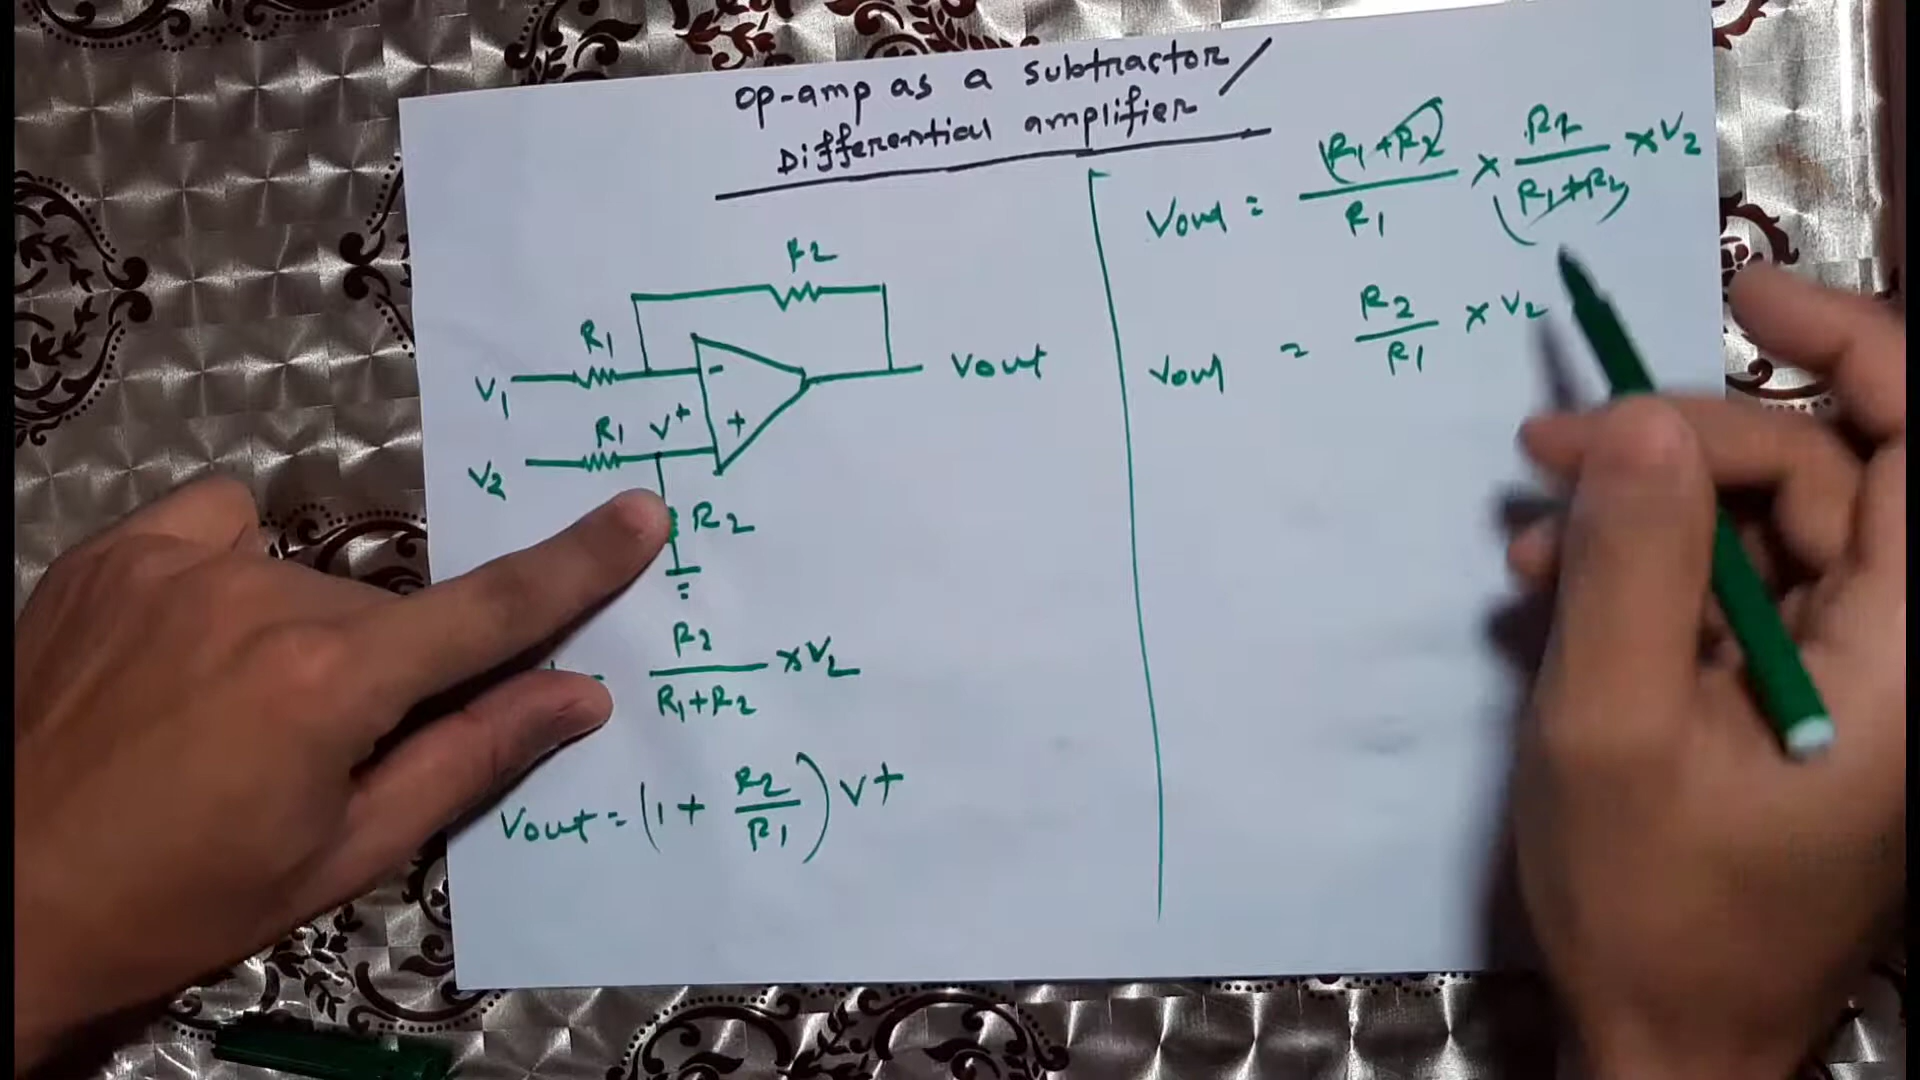 op-amp as a subtractor /
Differential amplifier
R2
R1
V1
-
Vout
R1 V+
+
V2
R2
R2
R1+R2 × V2
Vout = (1 + R2/R1) V+
Vout = (R1+R2)/R1 × R2/(R1+R2) × V2
Vout = R2/R1 × V2